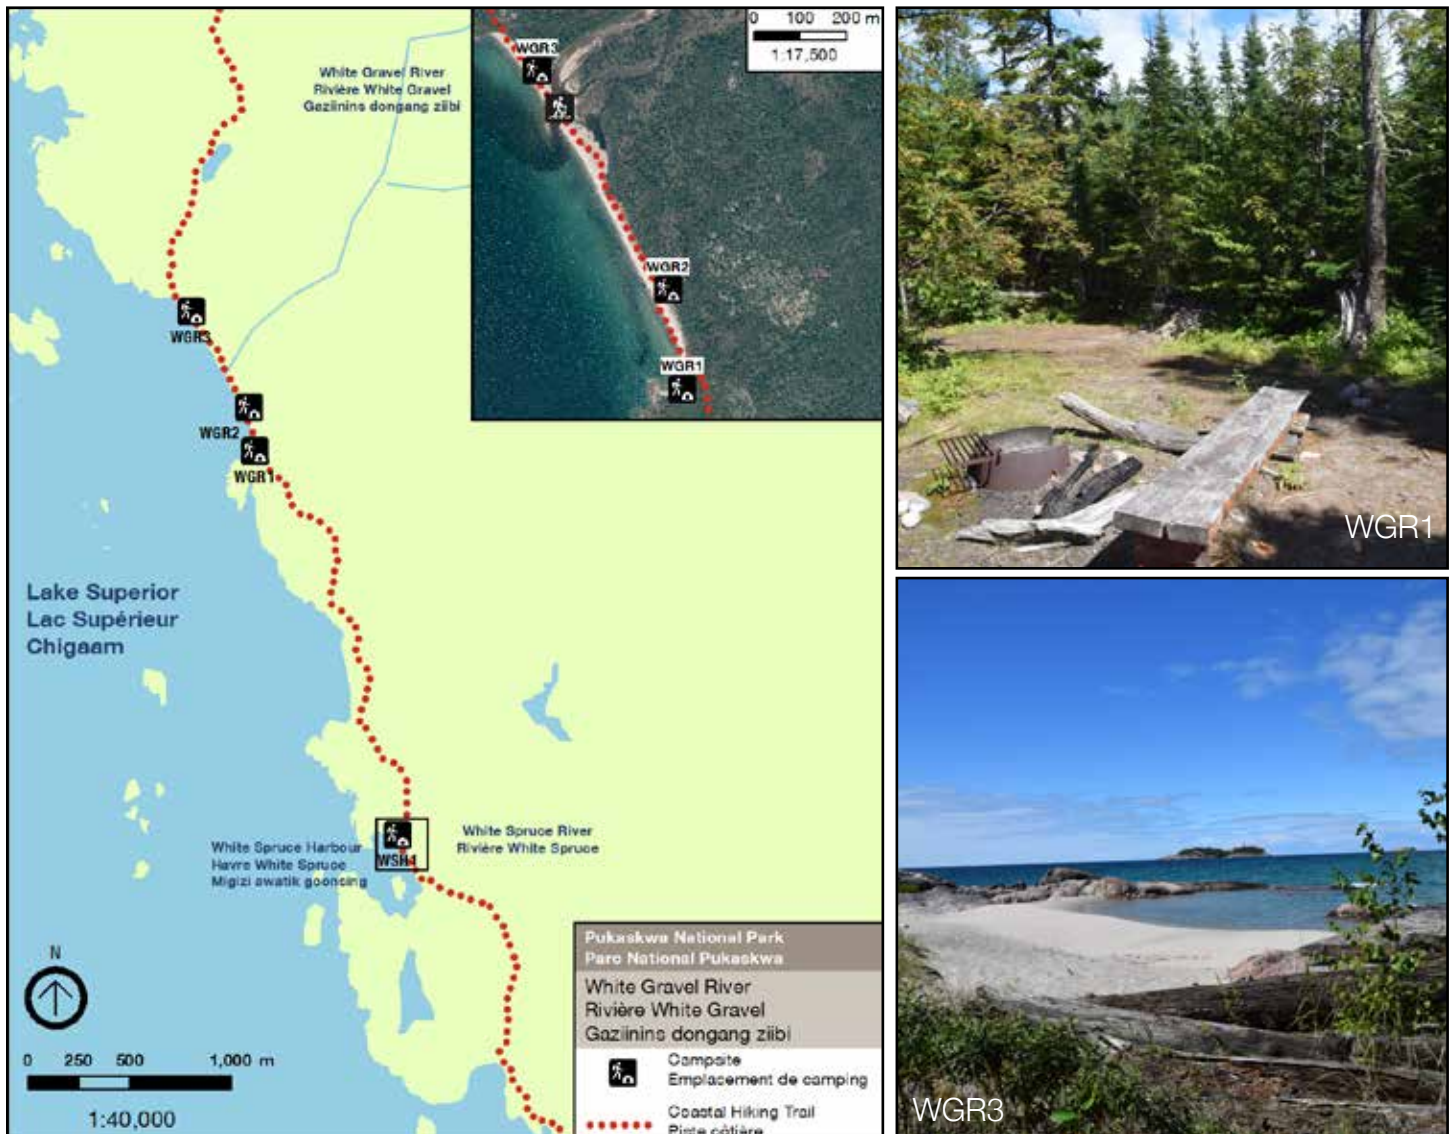 White Gravel River
Rivière White Gravel
Gaziinins dongang ziibi
WGR3
WGR2
WGR1
Lake Superior
Lac Supérieur
Chigaam
White Spruce Harbour
Havre White Spruce
Migizi awatik goonsing
WSH1
White Spruce River
Rivière White Spruce
N
0 250 500 1,000 m
1:40,000
0 100 200 m
1:17,500
WGR3
WGR2
WGR1
Pukaskwa National Park
Parc National Pukaskwa
White Gravel River
Rivière White Gravel
Gaziinins dongang ziibi
Campsite
Emplacement de camping
Coastal Hiking Trail
Piste côtière
WGR1
WGR3